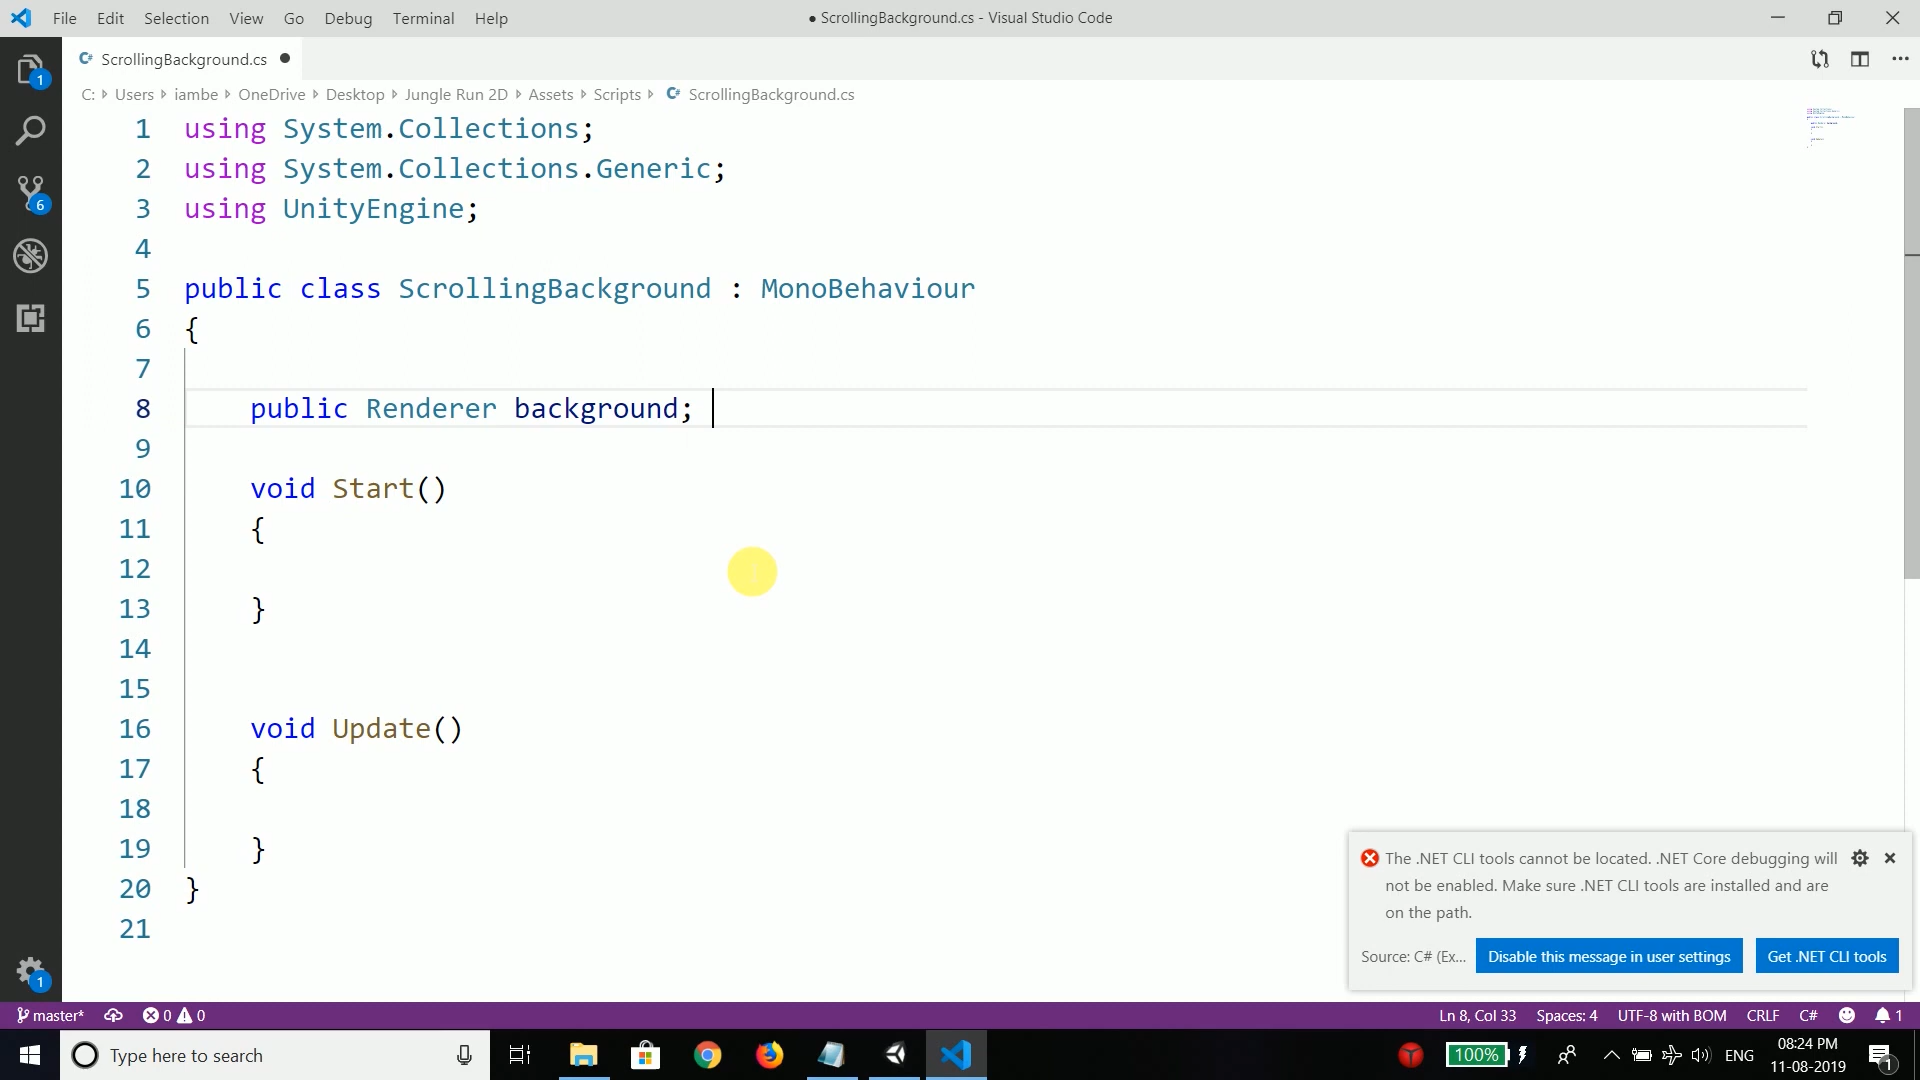 File Edit Selection View Go Debug Terminal Help
● ScrollingBackground.cs - Visual Studio Code
ScrollingBackground.cs ●
C: Users iambe OneDrive Desktop Jungle Run 2D Assets Scripts ScrollingBackground.cs
1 using System.Collections;
2 using System.Collections.Generic;
3 using UnityEngine;
4
5 public class ScrollingBackground : MonoBehaviour
6 {
7
8 public Renderer background;
9
10 void Start()
11 {
12
13 }
14
15
16 void Update()
17 {
18
19 }
20 }
21
1
6
1
The .NET CLI tools cannot be located. .NET Core debugging will
not be enabled. Make sure .NET CLI tools are installed and are
on the path.
Source: C# (Ex... Disable this message in user settings Get .NET CLI tools
master* 0 0 Ln 8, Col 33 Spaces: 4 UTF-8 with BOM CRLF C# 1
Type here to search 100% ENG 08:24 PM
11-08-2019 1